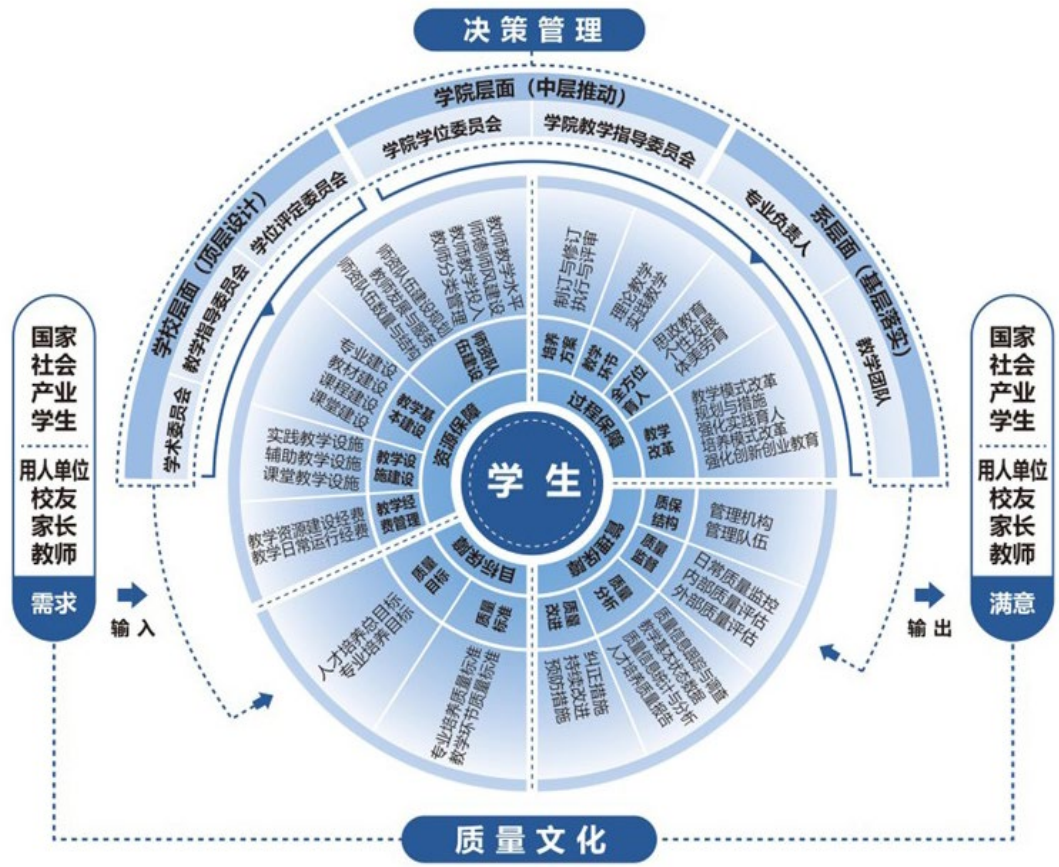 决策管理
学院层面（中层推动）
学院学位委员会
学院教学指导委员会
学校层面（顶层设计）
学位评定委员会
教学指导委员会
学术委员会
系层面（基层落实）
专业负责人
教学团队
国家
社会
产业
学生
用人单位
校友
家长
教师
需求
输入
学生
资源保障
师资队
伍建设
教师教学水平
师德师风建设
教师教学投入
教师分类管理
师资队伍建设规划
教师发展与服务
师资队伍数量与结构
教学基
本建设
专业建设
教材建设
课程建设
课堂建设
教学设
施建设
实践教学设施
辅助教学设施
课堂教学设施
教学经
费管理
教学资源建设经费
教学日常运行经费
过程保障
培养
方案
制订与修订
执行与评审
教学
环节
理论教学
实践教学
全方位
育人
思政教育
个性发展
体美劳育
教学
改革
教学模式改革
规划与措施
强化实践育人
培养模式改革
强化创新创业教育
管理保障
质保
结构
管理机构
管理队伍
质量
监督
日常质量监控
内部质量评估
外部质量评估
质量
分析
质量信息跟踪与调查
教学基本状态数据
质量信息统计与分析
人才培养质量报告
质量
改进
纠正措施
持续改进
预防措施
目标保障
质量
目标
人才培养总目标
专业培养目标
质量
标准
专业培养质量标准
教学环节质量标准
国家
社会
产业
学生
用人单位
校友
家长
教师
满意
输出
质量文化